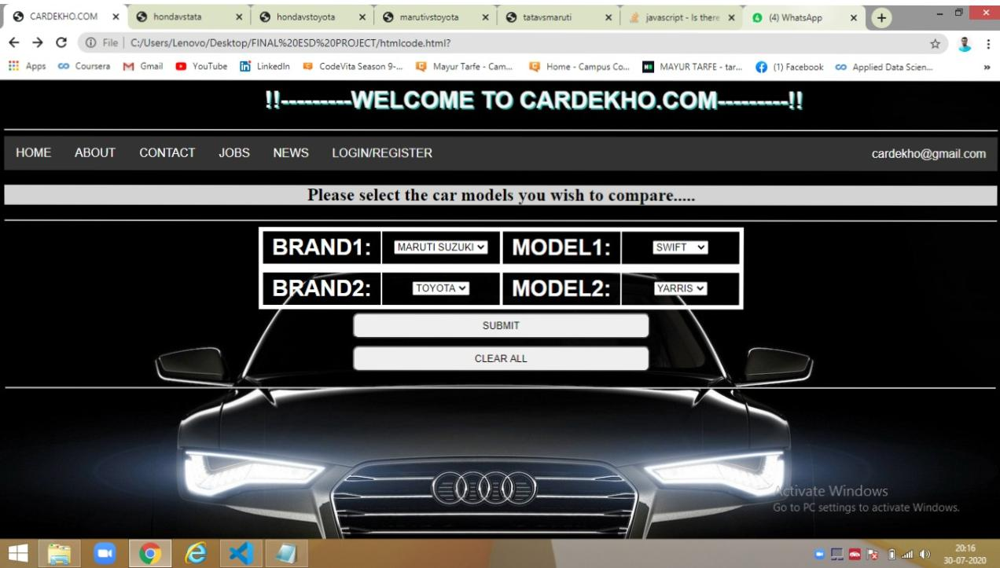 CARDEKHO.COM
hondavstata
hondavstoyota
marutivstoyota
tatavsmaruti
javascript - Is there
(4) WhatsApp
File | C:/Users/Lenovo/Desktop/FINAL%20ESD%20PROJECT/htmlcode.html?
Apps Coursera Gmail YouTube LinkedIn CodeVita Season 9-... Mayur Tarfe - Cam... Home - Campus Co... MAYUR TARFE - tar... (1) Facebook Applied Data Scien... »
!!---------WELCOME TO CARDEKHO.COM---------!!
HOME ABOUT CONTACT JOBS NEWS LOGIN/REGISTER cardekho@gmail.com
Please select the car models you wish to compare.....
BRAND1: MARUTI SUZUKI MODEL1: SWIFT
BRAND2: TOYOTA MODEL2: YARRIS
SUBMIT
CLEAR ALL
Activate Windows
Go to PC settings to activate Windows.
20:16
30-07-2020